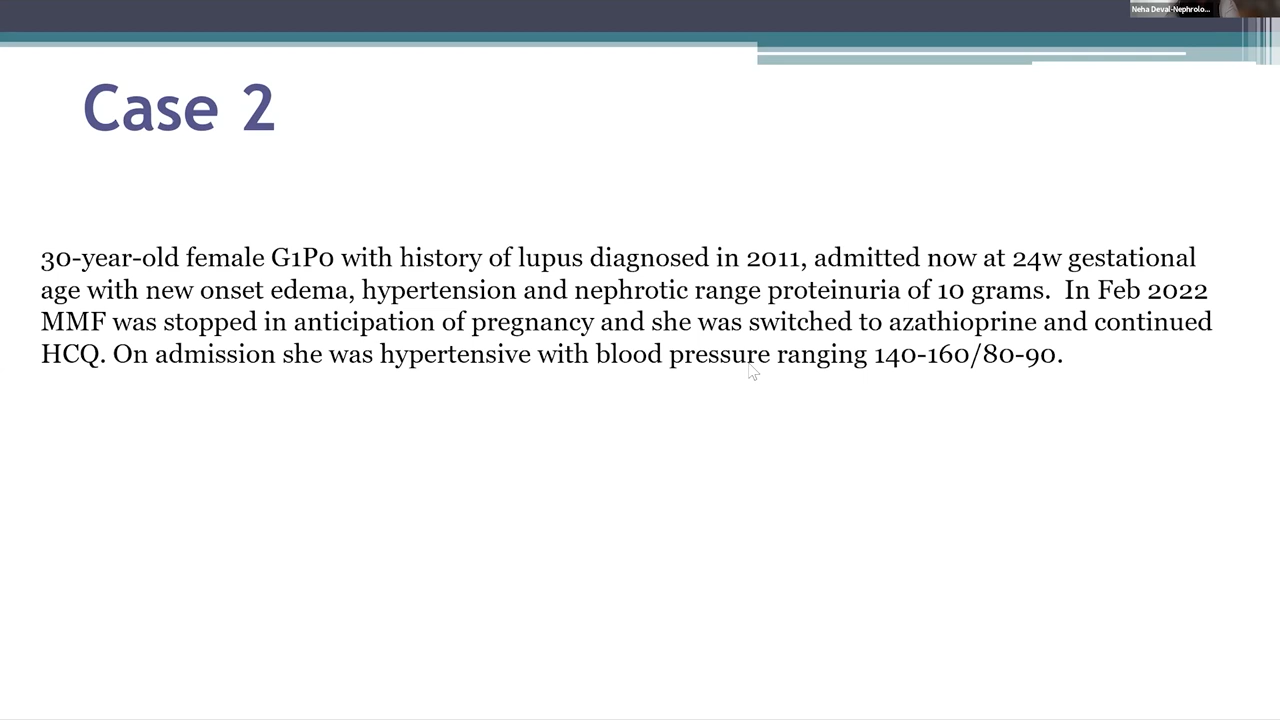 Neha Deval-Nephrolo...
Case 2
30-year-old female G1P0 with history of lupus diagnosed in 2011, admitted now at 24w gestational
age with new onset edema, hypertension and nephrotic range proteinuria of 10 grams.  In Feb 2022
MMF was stopped in anticipation of pregnancy and she was switched to azathioprine and continued
HCQ. On admission she was hypertensive with blood pressure ranging 140-160/80-90.